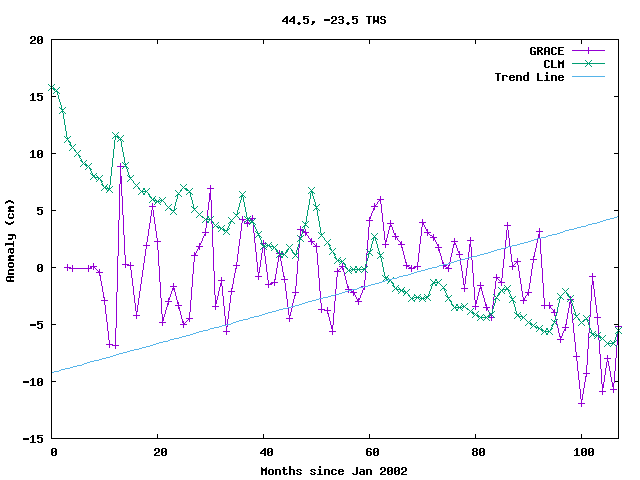 44.5, -23.5 TWS
GRACE
CLM
Trend Line
20
15
10
5
0
-5
-10
-15
Anomaly (cm)
0 20 40 60 80 100
Months since Jan 2002